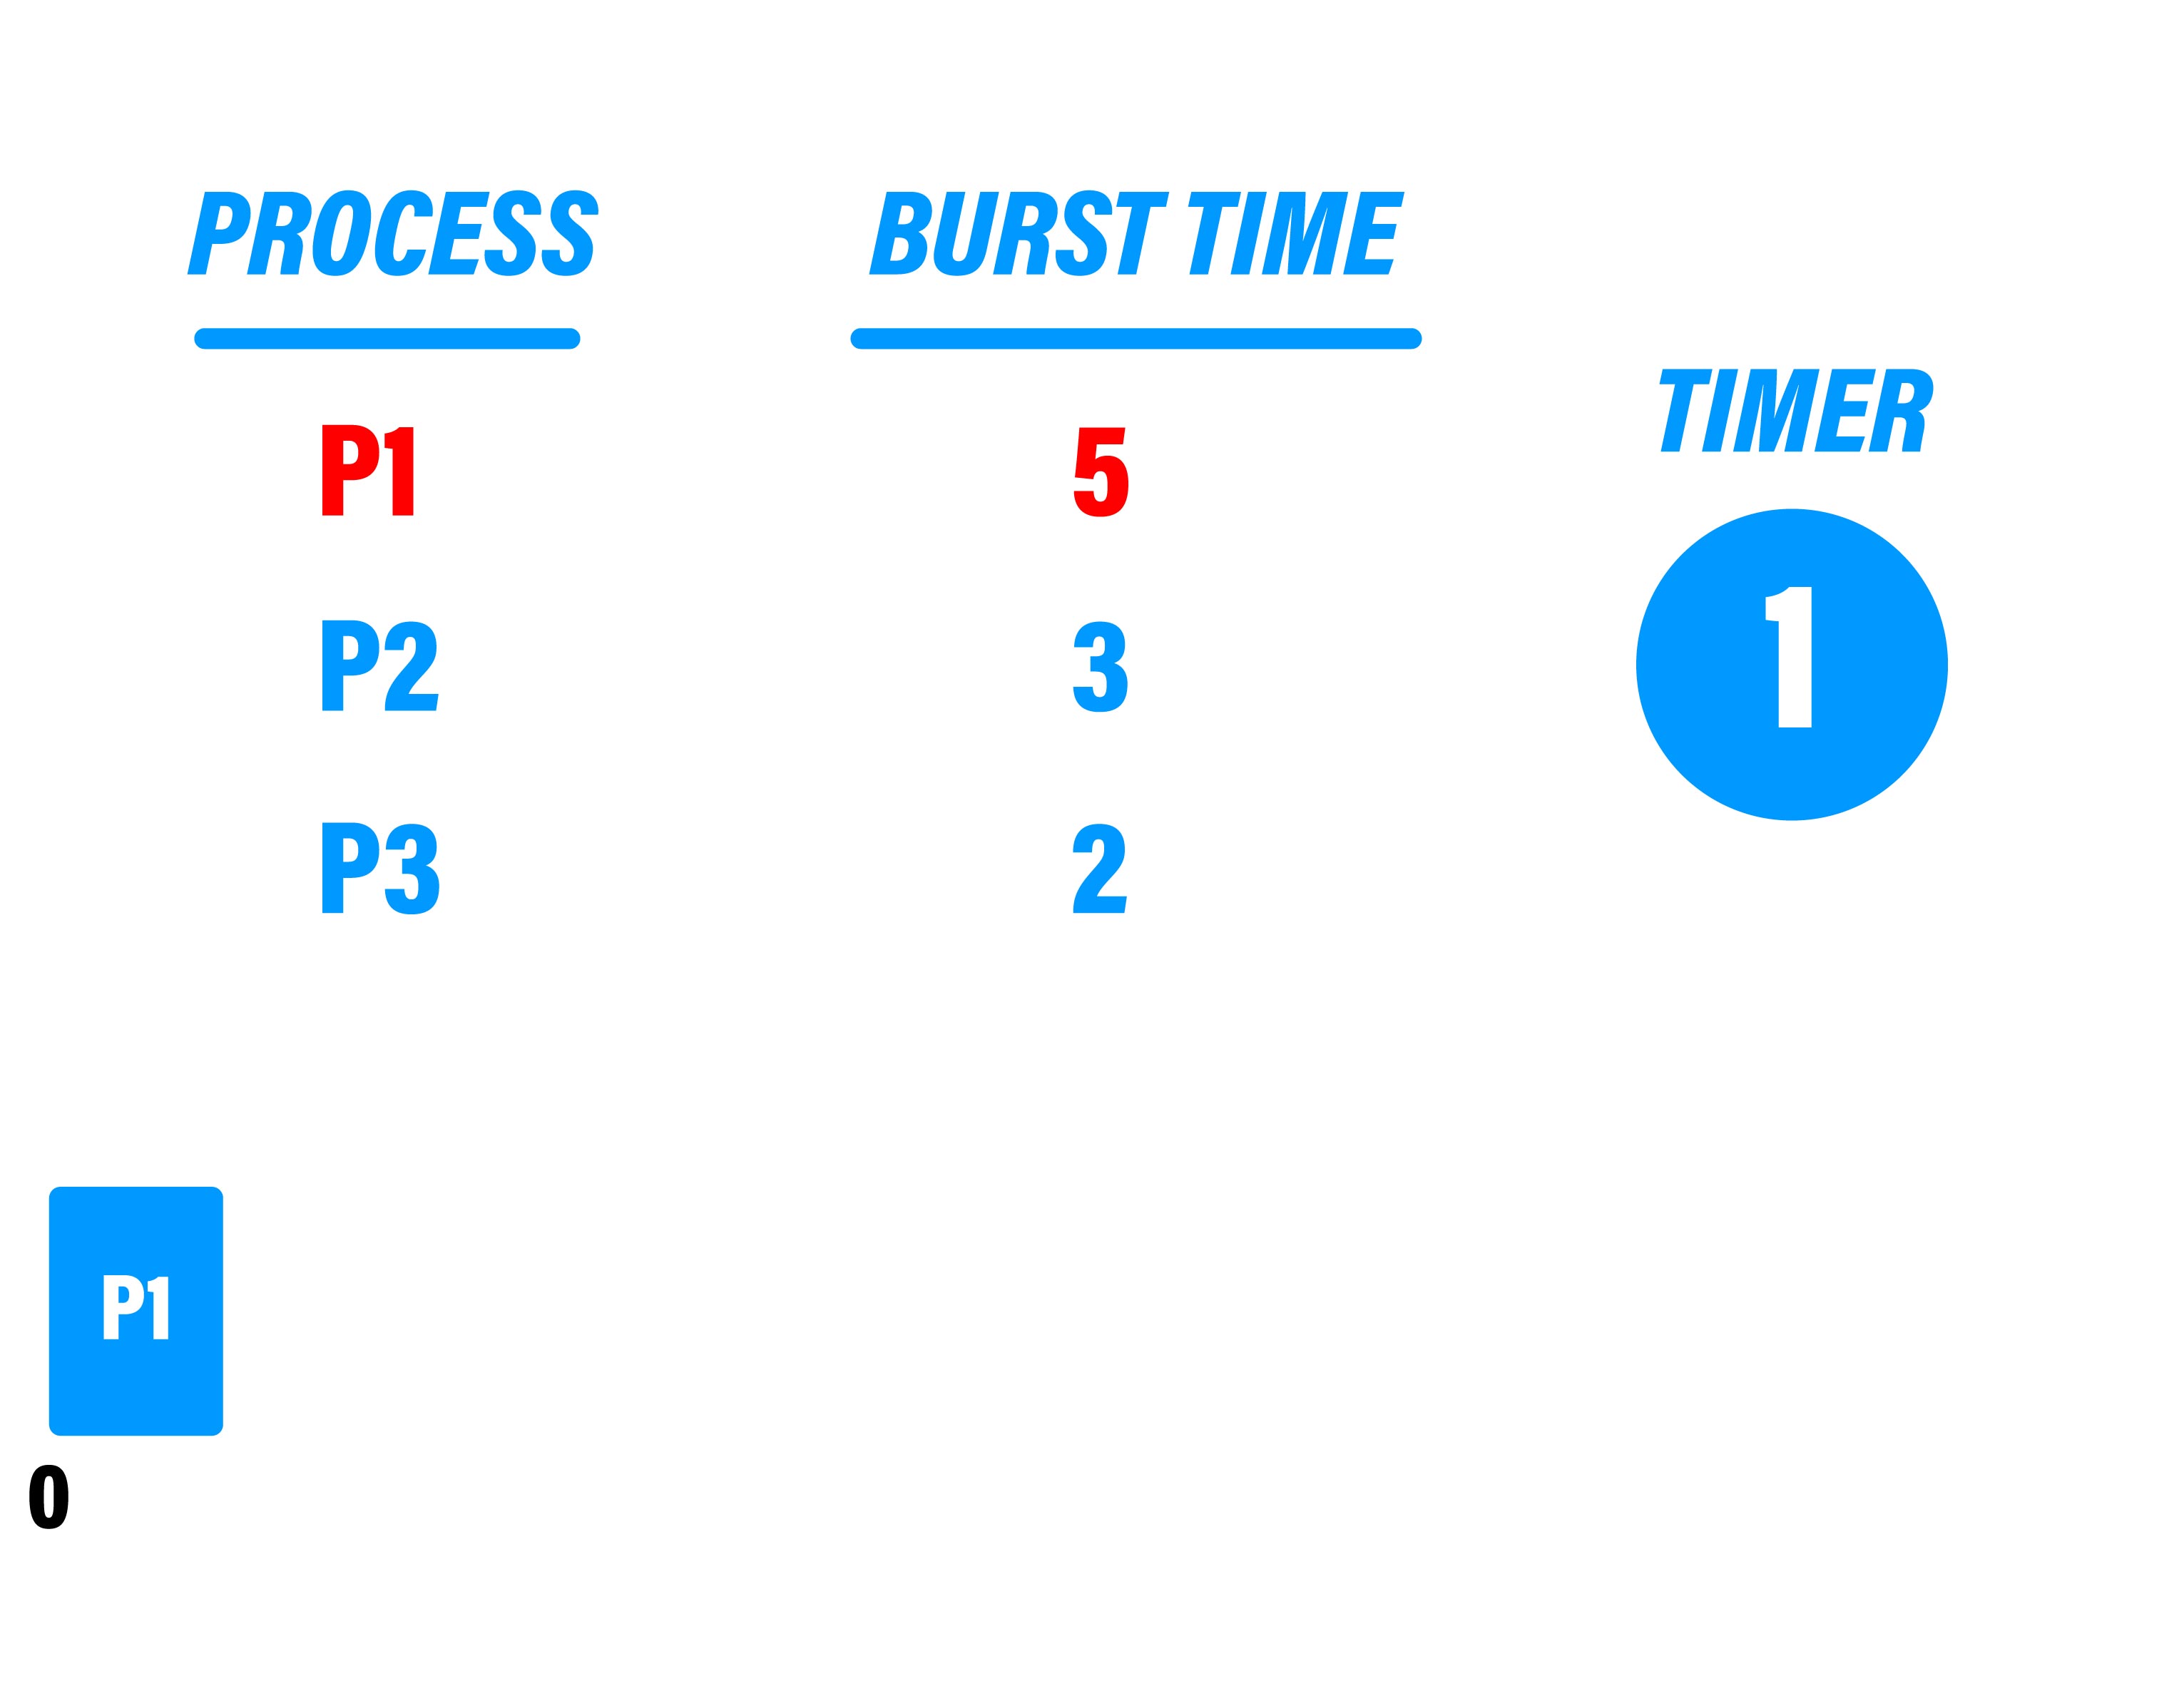 PROCESS BURST TIME
TIMER
P1 5
1
P2 3
P3 2
P1
0